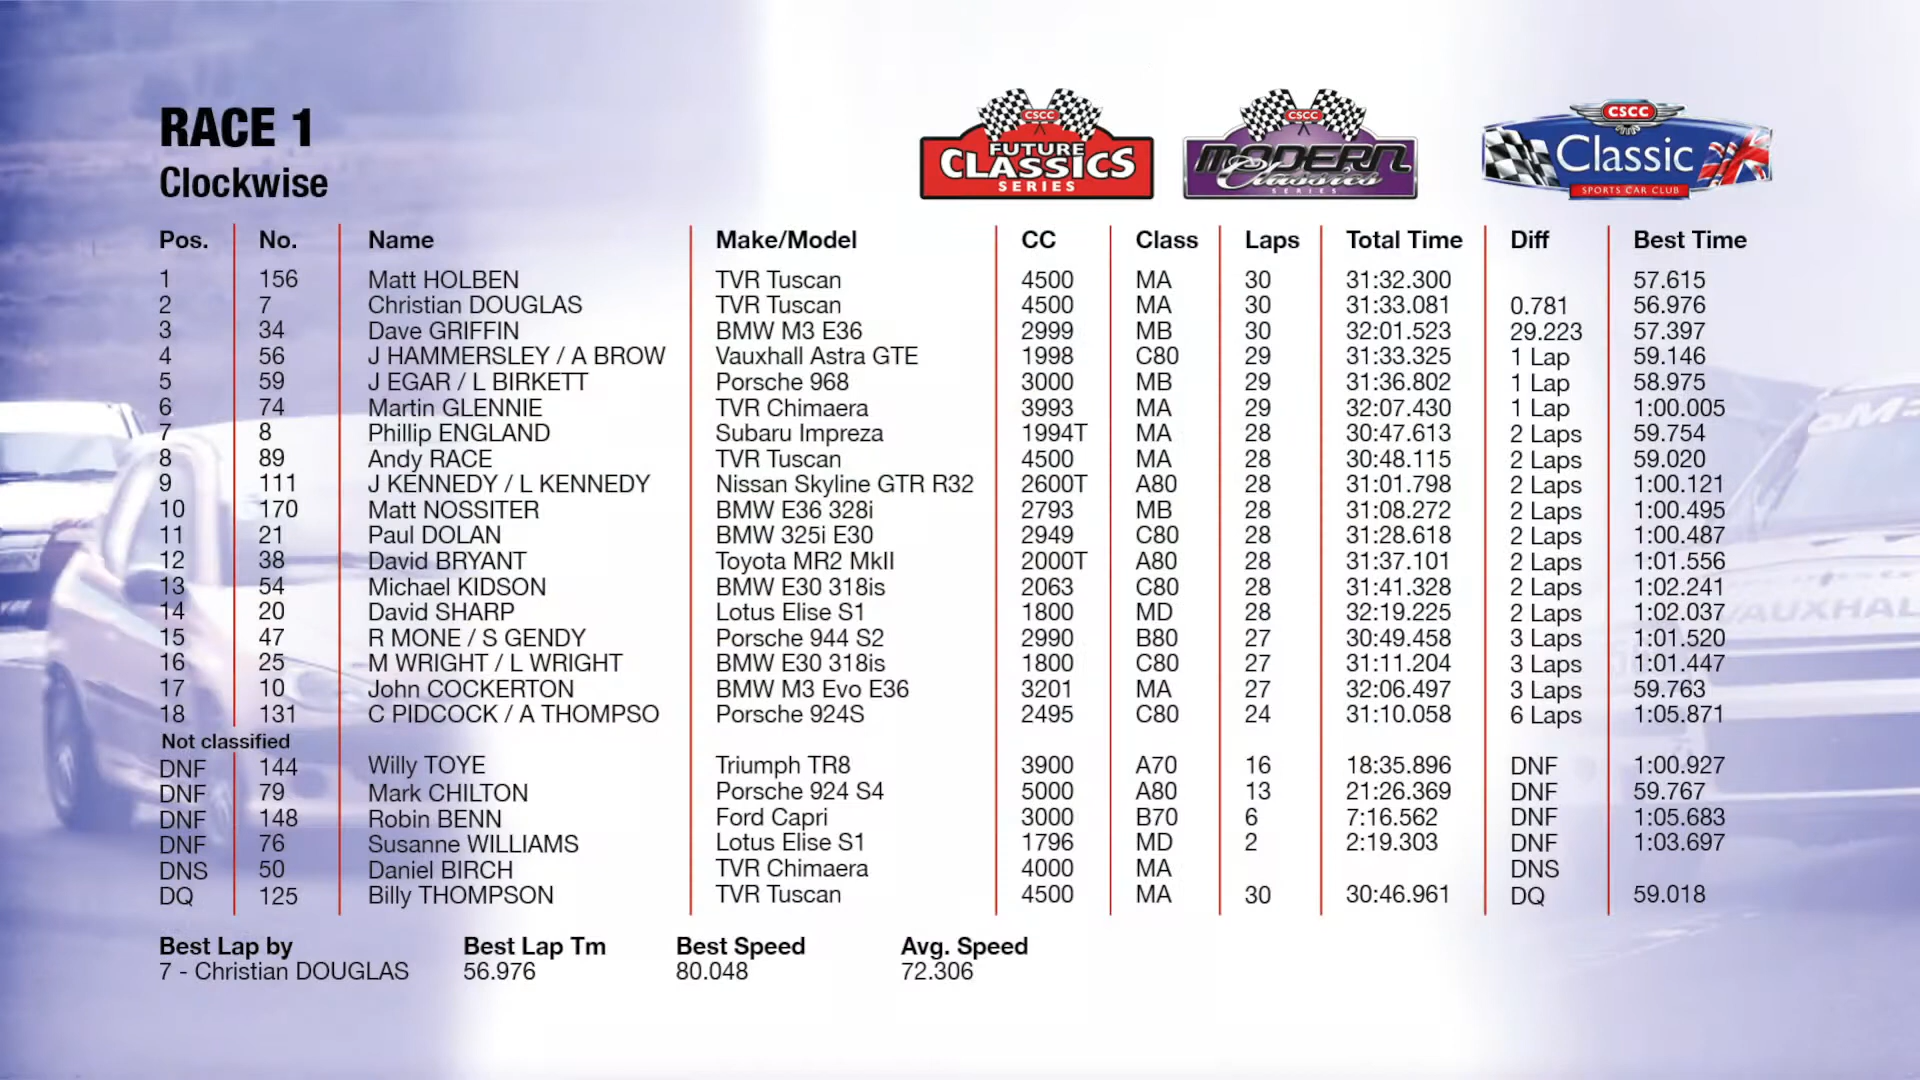 RACE 1
Clockwise
CSCC
FUTURE
CLASSICS
SERIES
CSCC
MODERN
Classics
SERIES
CSCC
Classic
SPORTS CAR CLUB
Pos. No. Name Make/Model CC Class Laps Total Time Diff Best Time
1 156 Matt HOLBEN TVR Tuscan 4500 MA 30 31:32.300 57.615
2 7 Christian DOUGLAS TVR Tuscan 4500 MA 30 31:33.081 0.781 56.976
3 34 Dave GRIFFIN BMW M3 E36 2999 MB 30 32:01.523 29.223 57.397
4 56 J HAMMERSLEY / A BROW Vauxhall Astra GTE 1998 C80 29 31:33.325 1 Lap 59.146
5 59 J EGAR / L BIRKETT Porsche 968 3000 MB 29 31:36.802 1 Lap 58.975
6 74 Martin GLENNIE TVR Chimaera 3993 MA 29 32:07.430 1 Lap 1:00.005
7 8 Phillip ENGLAND Subaru Impreza 1994T MA 28 30:47.613 2 Laps 59.754
8 89 Andy RACE TVR Tuscan 4500 MA 28 30:48.115 2 Laps 59.020
9 111 J KENNEDY / L KENNEDY Nissan Skyline GTR R32 2600T A80 28 31:01.798 2 Laps 1:00.121
10 170 Matt NOSSITER BMW E36 328i 2793 MB 28 31:08.272 2 Laps 1:00.495
11 21 Paul DOLAN BMW 325i E30 2949 C80 28 31:28.618 2 Laps 1:00.487
12 38 David BRYANT Toyota MR2 MkII 2000T A80 28 31:37.101 2 Laps 1:01.556
13 54 Michael KIDSON BMW E30 318is 2063 C80 28 31:41.328 2 Laps 1:02.241
14 20 David SHARP Lotus Elise S1 1800 MD 28 32:19.225 2 Laps 1:02.037
15 47 R MONE / S GENDY Porsche 944 S2 2990 B80 27 30:49.458 3 Laps 1:01.520
16 25 M WRIGHT / L WRIGHT BMW E30 318is 1800 C80 27 31:11.204 3 Laps 1:01.447
17 10 John COCKERTON BMW M3 Evo E36 3201 MA 27 32:06.497 3 Laps 59.763
18 131 C PIDCOCK / A THOMPSO Porsche 924S 2495 C80 24 31:10.058 6 Laps 1:05.871
Not classified
DNF 144 Willy TOYE Triumph TR8 3900 A70 16 18:35.896 DNF 1:00.927
DNF 79 Mark CHILTON Porsche 924 S4 5000 A80 13 21:26.369 DNF 59.767
DNF 148 Robin BENN Ford Capri 3000 B70 6 7:16.562 DNF 1:05.683
DNF 76 Susanne WILLIAMS Lotus Elise S1 1796 MD 2 2:19.303 DNF 1:03.697
DNS 50 Daniel BIRCH TVR Chimaera 4000 MA DNS
DQ 125 Billy THOMPSON TVR Tuscan 4500 MA 30 30:46.961 DQ 59.018
Best Lap by Best Lap Tm Best Speed Avg. Speed
7 - Christian DOUGLAS 56.976 80.048 72.306